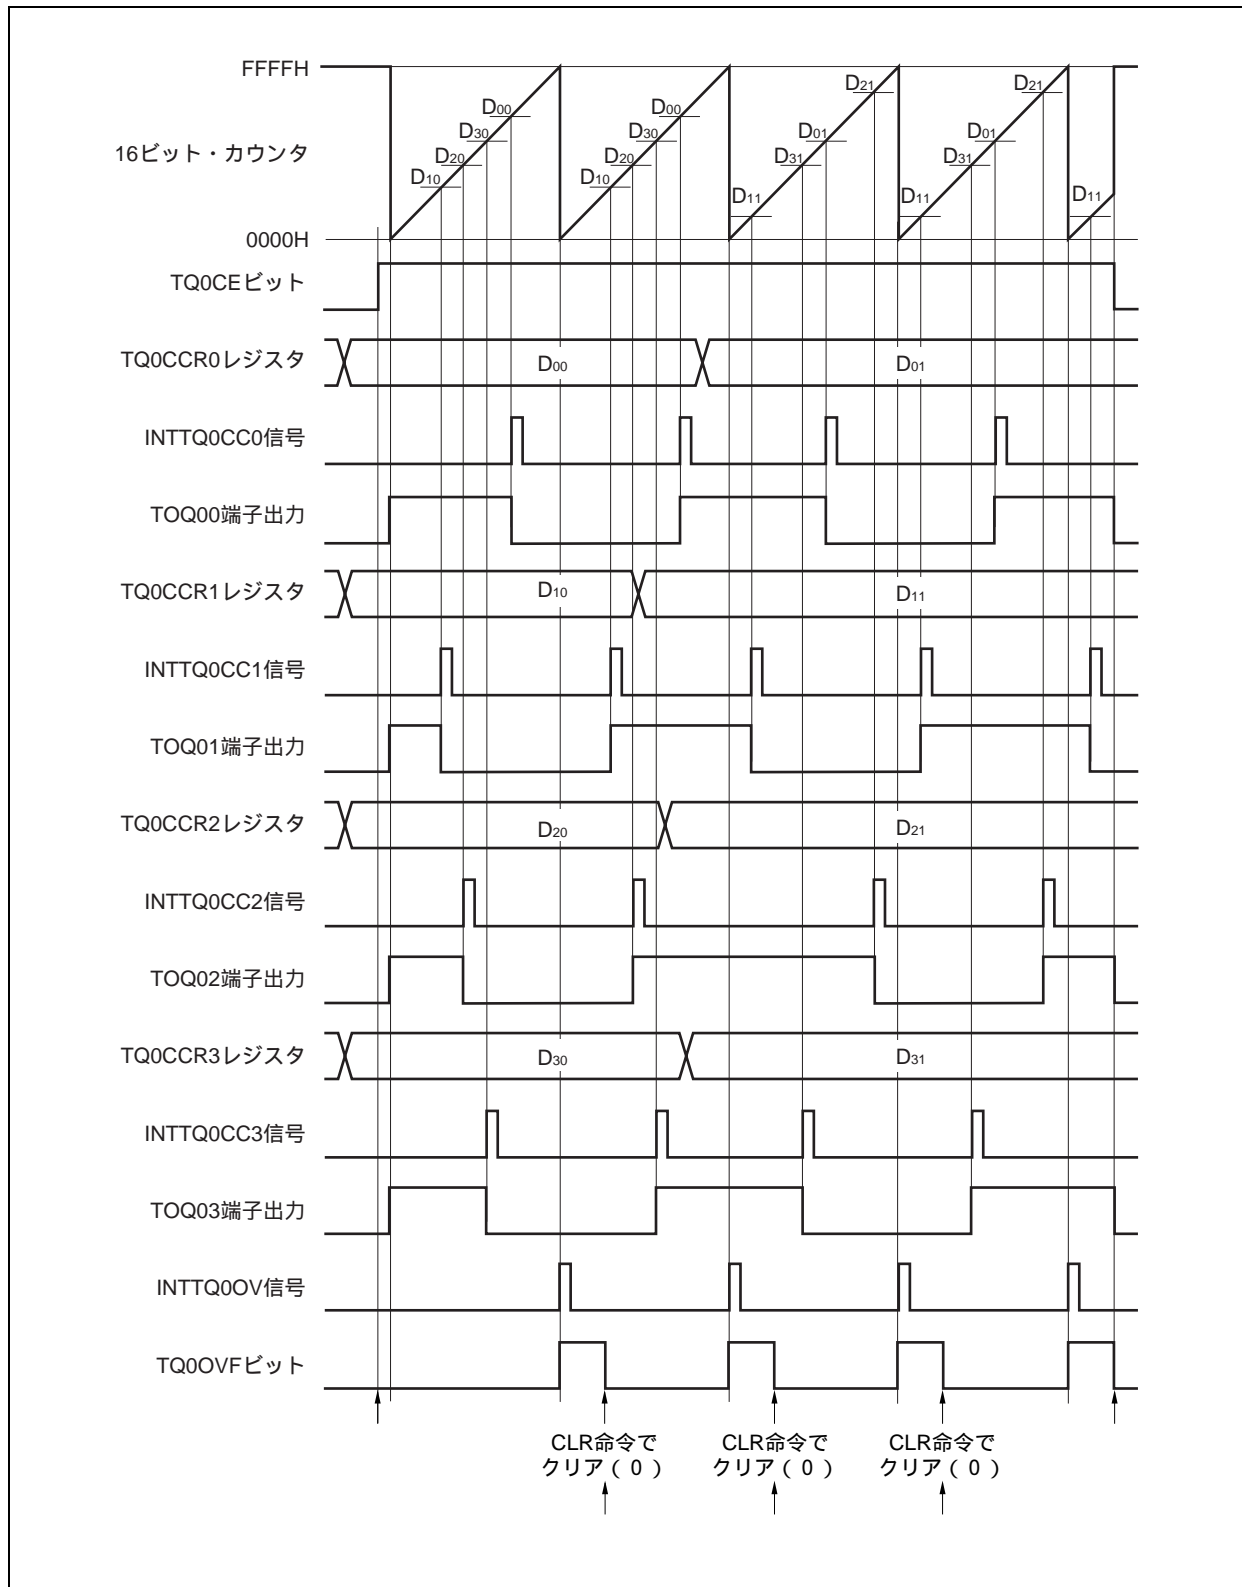 FFFFH
D00 D00 D21 D21
D30 D30 D01 D01
16ビット・カウンタ
D20 D20 D31 D31
D10 D10 D11 D11 D11
0000H
TQ0CEビット
TQ0CCR0レジスタ D00 D01
INTTQ0CC0信号
TOQ00端子出力
TQ0CCR1レジスタ D10 D11
INTTQ0CC1信号
TOQ01端子出力
TQ0CCR2レジスタ D20 D21
INTTQ0CC2信号
TOQ02端子出力
TQ0CCR3レジスタ D30 D31
INTTQ0CC3信号
TOQ03端子出力
INTTQ0OV信号
TQ0OVFビット
CLR命令で CLR命令で CLR命令で
クリア（0） クリア（0） クリア（0）